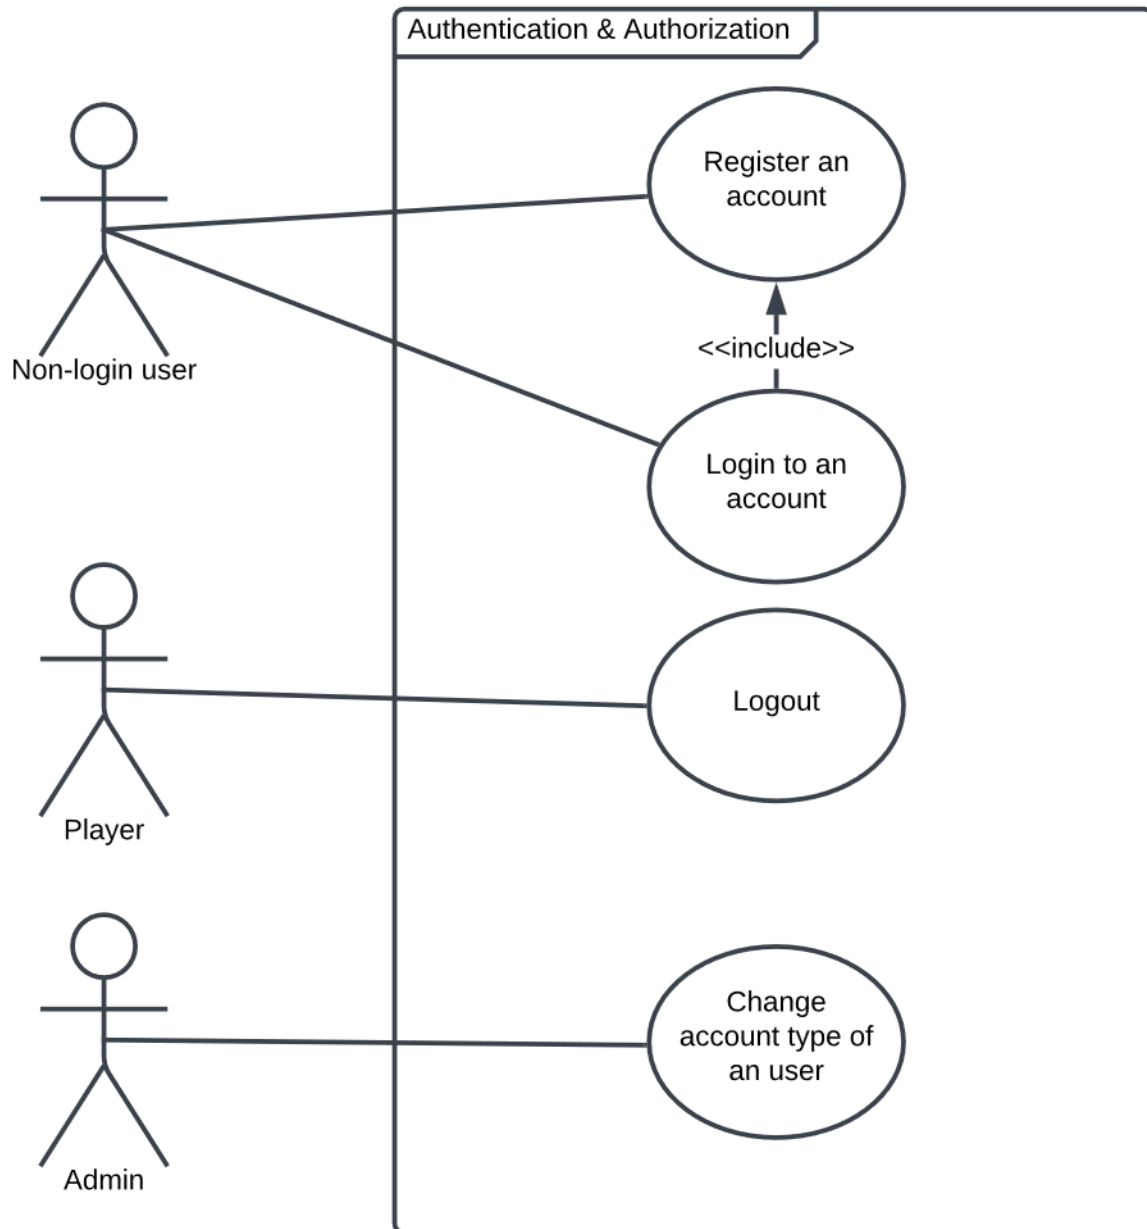 Authentication & Authorization
Register an
account
<<include>>
Non-login user
Login to an
account
Logout
Player
Change
account type of
an user
Admin